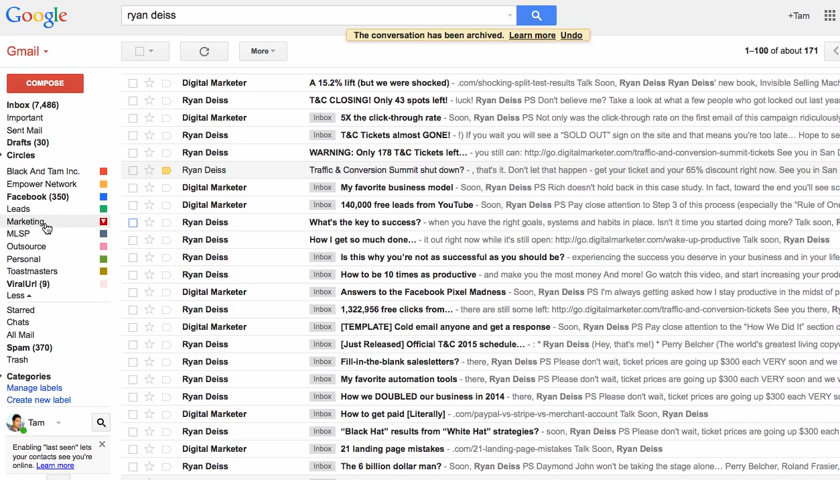 Google
ryan deiss
+Tam
The conversation has been archived. Learn more Undo
Gmail
More
1–100 of about 171
COMPOSE
Inbox (7,486)
Important
Sent Mail
Drafts (30)
Circles
Black And Tam Inc.
Empower Network
Facebook (350)
Leads
Marketing
MLSP
Outsource
Personal
Toastmasters
ViralUrl (9)
Less
Starred
Chats
All Mail
Spam (370)
Trash
Categories
Manage labels
Create new label
Tam
Enabling "last seen" lets
your contacts see you're
online. Learn more
Digital Marketer A 15.2% lift (but we were shocked) - .com/shocking-split-test-results Talk Soon, Ryan Deiss Ryan Deiss' new book, Invisible Selling Mach
Ryan Deiss T&C CLOSING! Only 43 spots left! - luck! Ryan Deiss PS Don't believe me? Take a look at what a few people who got locked out last year
Digital Marketer Inbox 5X the click-through rate - Soon, Ryan Deiss PS Not only was the click-through rate on the first email of this campaign ridiculously
Ryan Deiss Inbox T&C Tickets almost GONE! - !) If you wait you will see a "SOLD OUT" sign on the site and that means you're too late... Hope to se
Ryan Deiss WARNING: Only 178 T&C Tickets left... - you still can: http://go.digitalmarketer.com/traffic-and-conversion-summit-tickets See you in San D
Ryan Deiss Traffic & Conversion Summit shut down? - , that's it. Don't let that happen - get your ticket and your 65% discount right now. See you in San
Digital Marketer Inbox My favorite business model - Soon, Ryan Deiss PS Rich doesn't hold back in this case study. In fact, toward the end you'll see
Digital Marketer Inbox 140,000 free leads from YouTube - Soon, Ryan Deiss PS Pay close attention to Step 3 of this process (especially the "Rule of One
Ryan Deiss What's the key to success? - when you have the right goals, systems and habits in place. Isn't it you started doing more? Talk soon, R
Ryan Deiss How I get so much done... - it out right now while it's still open: http://go.digitalmarketer.com/wake-up-productive Talk soon, Ryan Deiss
Ryan Deiss Inbox Is this why you're not as successful as you should be? - experiencing the success you deserve in your business and in your life
Ryan Deiss Inbox How to be 10 times as productive - and make you the most money And more! Go watch this video, and start increasing your produc
Digital Marketer Inbox Answers to the Facebook Pixel Madness - Soon, Ryan Deiss PS I'm always getting asked how I stay productive in the midst of
Digital Marketer Inbox 1,322,956 free clicks from... - there are some left: http://go.digitalmarketer.com/traffic-and-conversion-summit-tickets See you t
Digital Marketer Inbox [TEMPLATE] Cold email anyone and get a response - Soon, Ryan Deiss PS Pay close attention to the "How We Did It" section
Ryan Deiss Inbox [Just Released] Official T&C 2015 schedule... - : * Ryan Deiss (Hey, that's me!) * Perry Belcher (The world's greatest living copyw
Ryan Deiss Inbox Fill-in-the-blank salesletters? - there, Ryan Deiss PS Please don't wait, ticket prices are going up $300 each VERY soon and we
Ryan Deiss Inbox My favorite automation tools - there, Ryan Deiss PS Please don't wait, ticket prices are going up $300 each VERY soon and we'll
Ryan Deiss Inbox How we DOUBLED our business in 2014 - there, Ryan Deiss PS Please don't wait, ticket prices are going up $300 each VERY
Digital Marketer Inbox How to get paid [Literally] - .com/paypal-vs-stripe-vs-merchant-account Talk Soon, Ryan Deiss
Ryan Deiss Inbox "Black Hat" results from "White Hat" strategies? - soon, Ryan Deiss PS Please don't wait, ticket prices are going up $300 each VE
Digital Marketer Inbox 21 landing page mistakes - .com/21-landing-page-mistakes Talk Soon, Ryan Deiss
Ryan Deiss Inbox The 6 billion dollar man? - Soon, Ryan Deiss PS Daymond John won't be taking the stage alone... Perry Belcher, Roland Frasier,